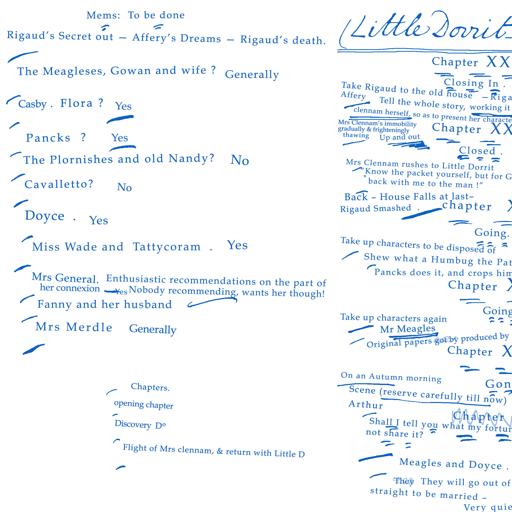 Mems: To be done
Rigaud's Secret out — Affery's Dreams — Rigaud's death.
The Meagleses, Gowan and wife ? Generally
Casby . Flora ? Yes
Pancks ? Yes
The Plornishes and old Nandy? No
Cavalletto? No
Doyce . Yes
Miss Wade and Tattycoram . Yes
Mrs General. Enthusiastic recommendations on the part of
her connexion Yes Nobody recommending, wants her though!
Fanny and her husband
Mrs Merdle Generally
Chapters.
opening chapter
Discovery Dº
Flight of Mrs clennam, & return with Little D
(Little Dorrit
Chapter XX
Closing In .
Take Rigaud to the old house — Riga
Affery Tell the whole story, working it
clennam herself, so as to present her characte
Mrs Clennam's immobility
gradually & frighteningly
thawing Up and out
Chapter XX
Closed .
Mrs Clennam rushes to Little Dorrit
"Know the packet yourself, but for G
back with me to the man !"
Back – House Falls at last–
Rigaud Smashed .
chapter X
Going.
Take up characters to be disposed of
Shew what a Humbug the Pat
Pancks does it, and crops him
Chapter X
Going
Take up characters again
Mr Meagles
Original papers got by produced by
Chapter X
Gon
On an Autumn morning
Scene (reserve carefully till now)
Arthur
Chapter
Shall I tell you what my fortun
not share it?
Meagles and Doyce .
They They will go out of
straight to be married –
Very quie